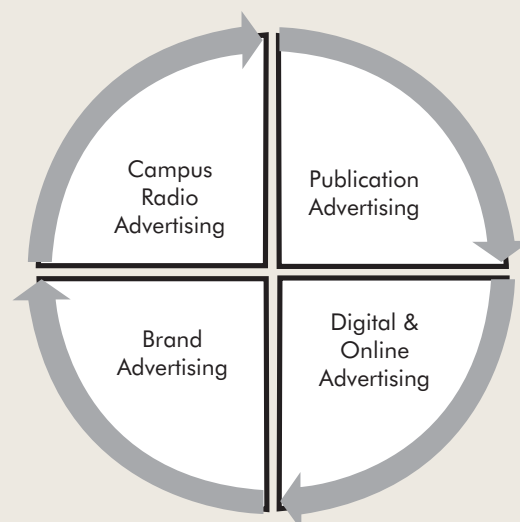 Campus
Radio
Advertising
Publication
Advertising
Brand
Advertising
Digital &
Online
Advertising